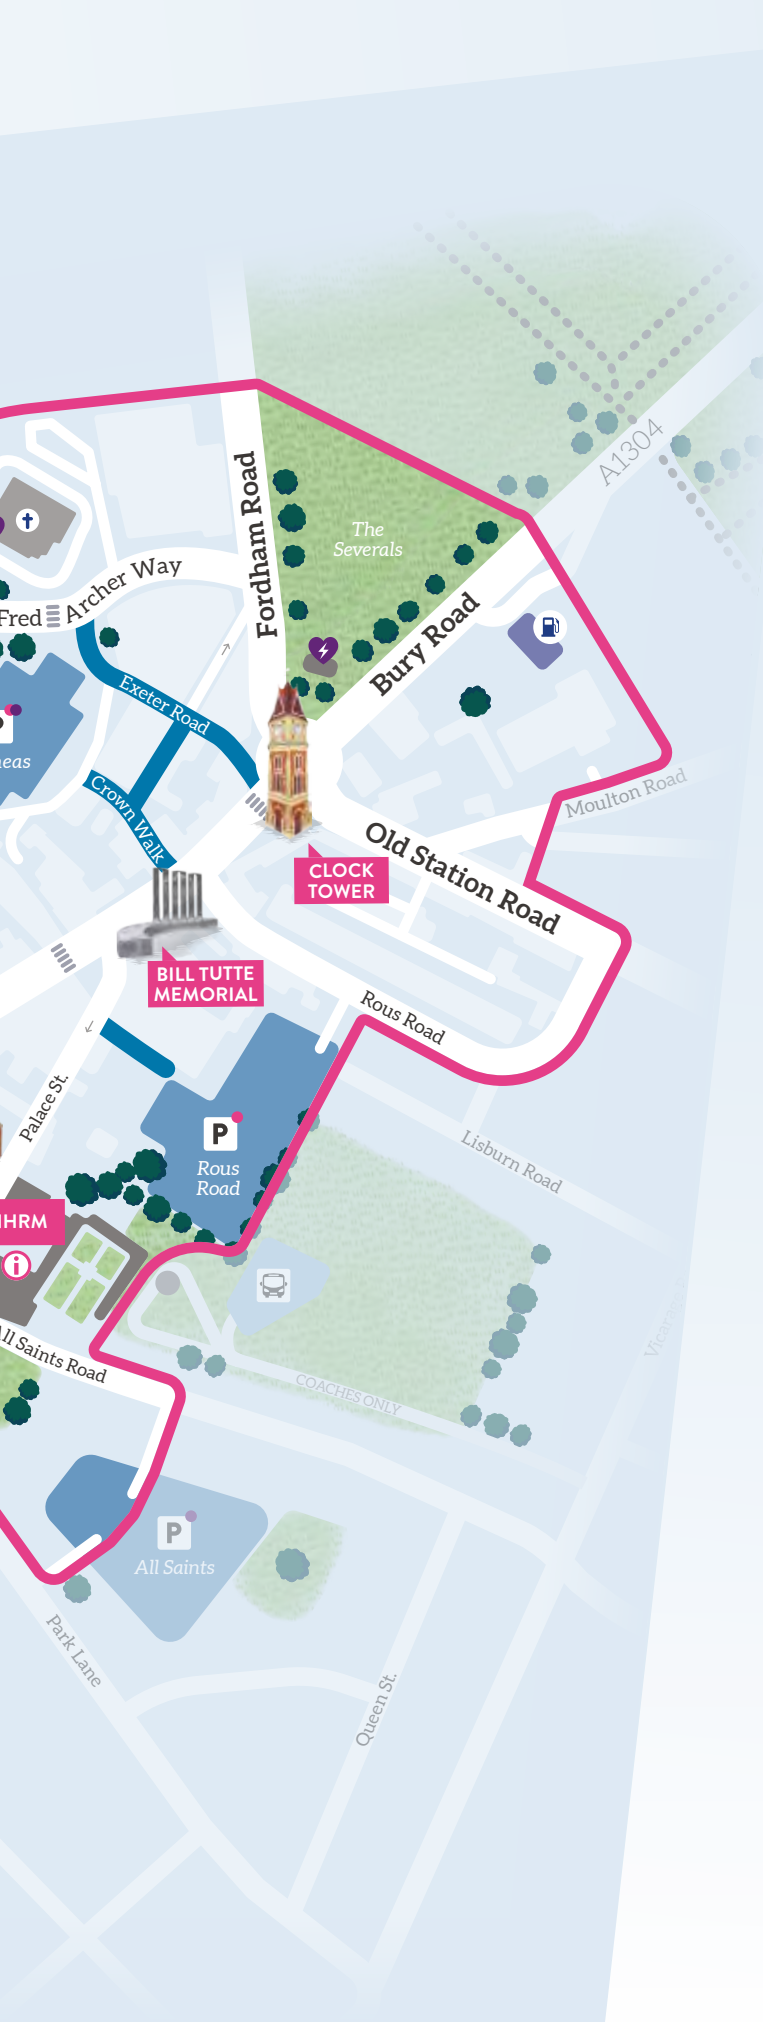 A1304
Fordham Road
The
Severals
Archer Way
Fred
Bury Road
Exeter Road
eas
Crown Walk
Moulton Road
Old Station Road
CLOCK
TOWER
BILL TUTTE
MEMORIAL
Rous Road
Palace St.
P
Rous
Road
Lisburn Road
HRM
i
All Saints Road
COACHES ONLY
P
All Saints
Park Lane
Queen St.